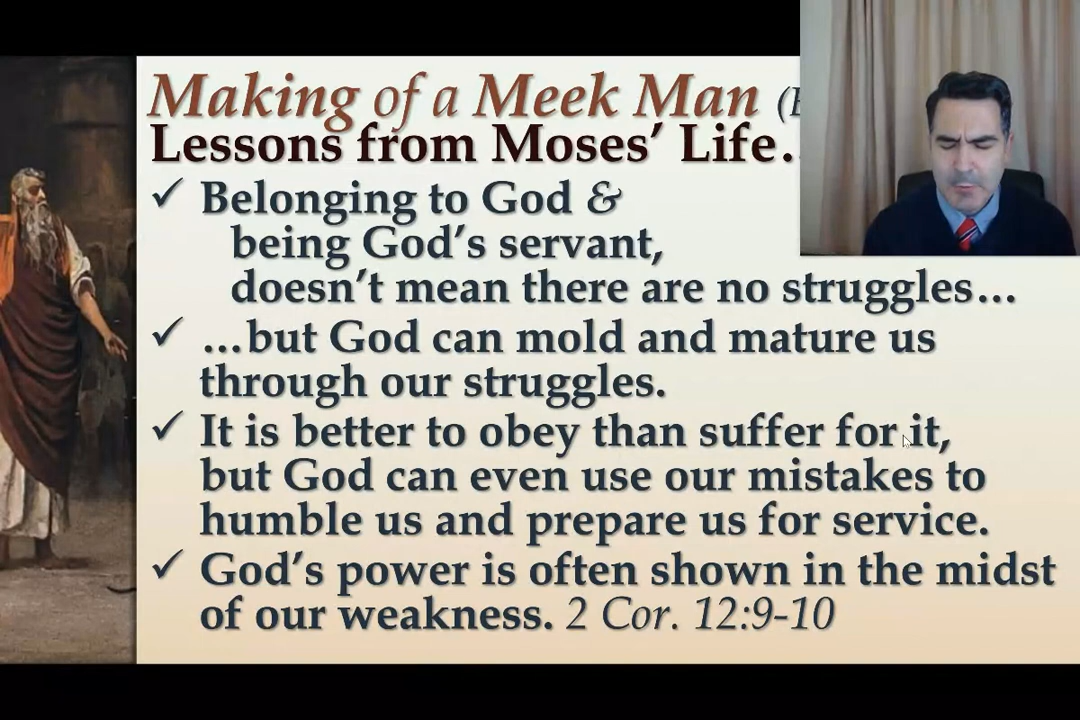 Making of a Meek Man (
Lessons from Moses’ Life..
✓ Belonging to God &
being God’s servant,
doesn’t mean there are no struggles…
✓ …but God can mold and mature us
through our struggles.
✓ It is better to obey than suffer for it,
but God can even use our mistakes to
humble us and prepare us for service.
✓ God’s power is often shown in the midst
of our weakness. 2 Cor. 12:9-10